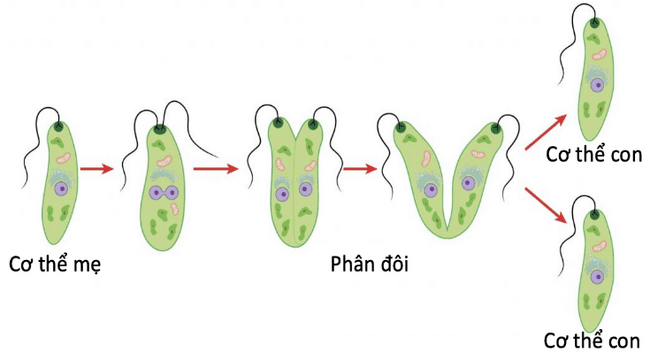 Cơ thể mẹ
Phân đôi
Cơ thể con
Cơ thể con